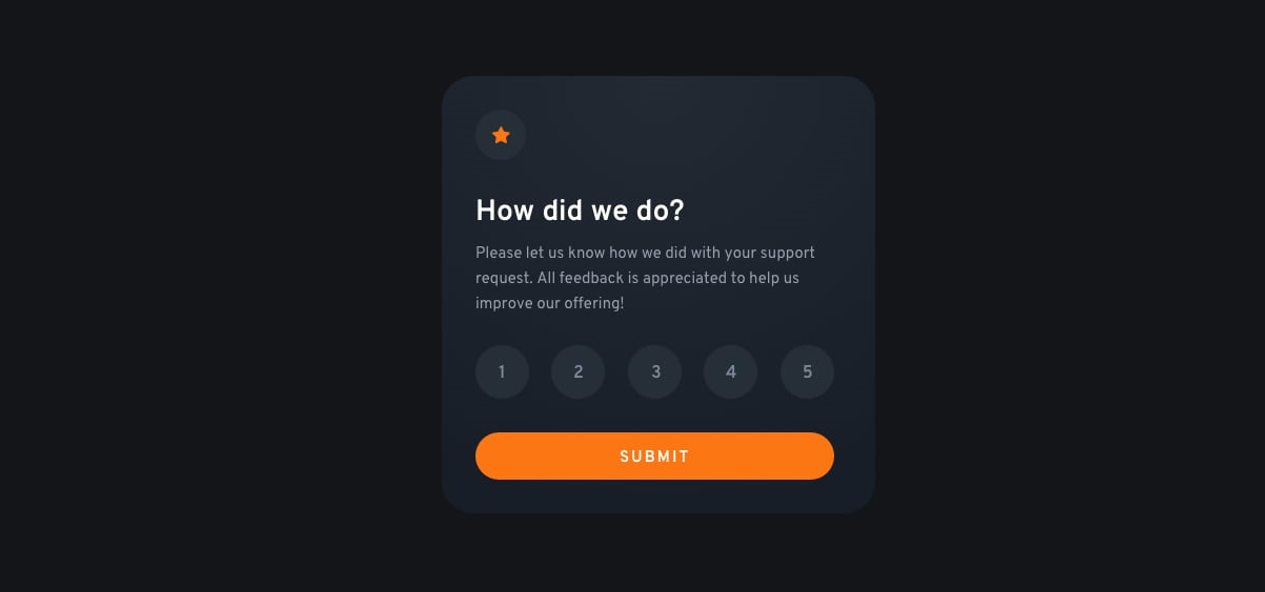 How did we do?
Please let us know how we did with your support
request. All feedback is appreciated to help us
improve our offering!
1 2 3 4 5
SUBMIT